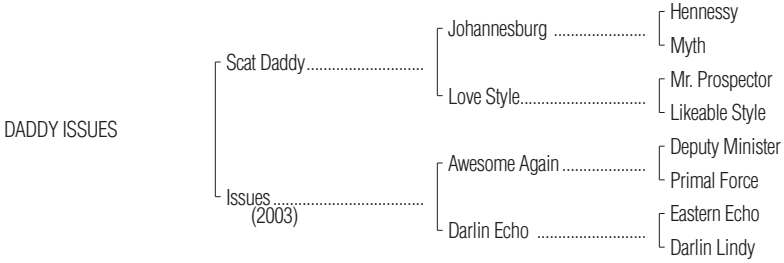 Hennessy
Johannesburg ..........................
Myth
Scat Daddy.................................
Mr. Prospector
Love Style....................................
Likeable Style
DADDY ISSUES
Deputy Minister
Awesome Again ........................
Primal Force
Issues ..........................................
(2003)
Eastern Echo
Darlin Echo ...............................
Darlin Lindy